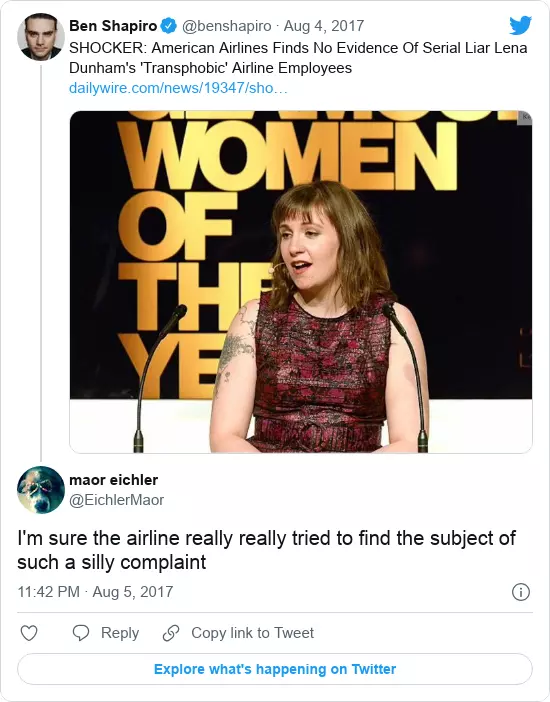 Ben Shapiro @benshapiro · Aug 4, 2017
SHOCKER: American Airlines Finds No Evidence Of Serial Liar Lena
Dunham's 'Transphobic' Airline Employees
dailywire.com/news/19347/sho…
WOMEN
OF
THE
YE
maor eichler
@EichlerMaor
I'm sure the airline really really tried to find the subject of
such a silly complaint
11:42 PM · Aug 5, 2017
Reply Copy link to Tweet
Explore what's happening on Twitter